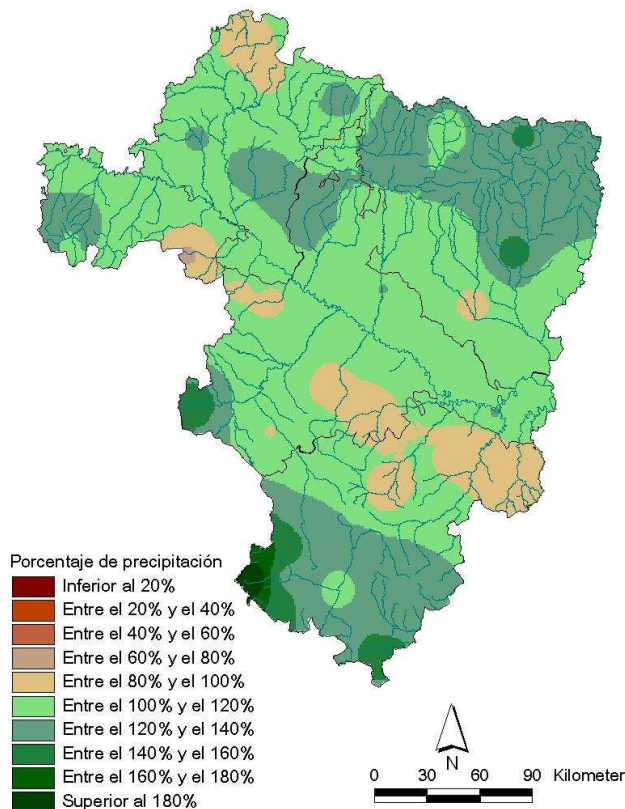 Porcentaje de precipitación
Inferior al 20%
Entre el 20% y el 40%
Entre el 40% y el 60%
Entre el 60% y el 80%
Entre el 80% y el 100%
Entre el 100% y el 120%
Entre el 120% y el 140%
Entre el 140% y el 160%
Entre el 160% y el 180%
Superior al 180%
N
0 30 60 90 Kilometer